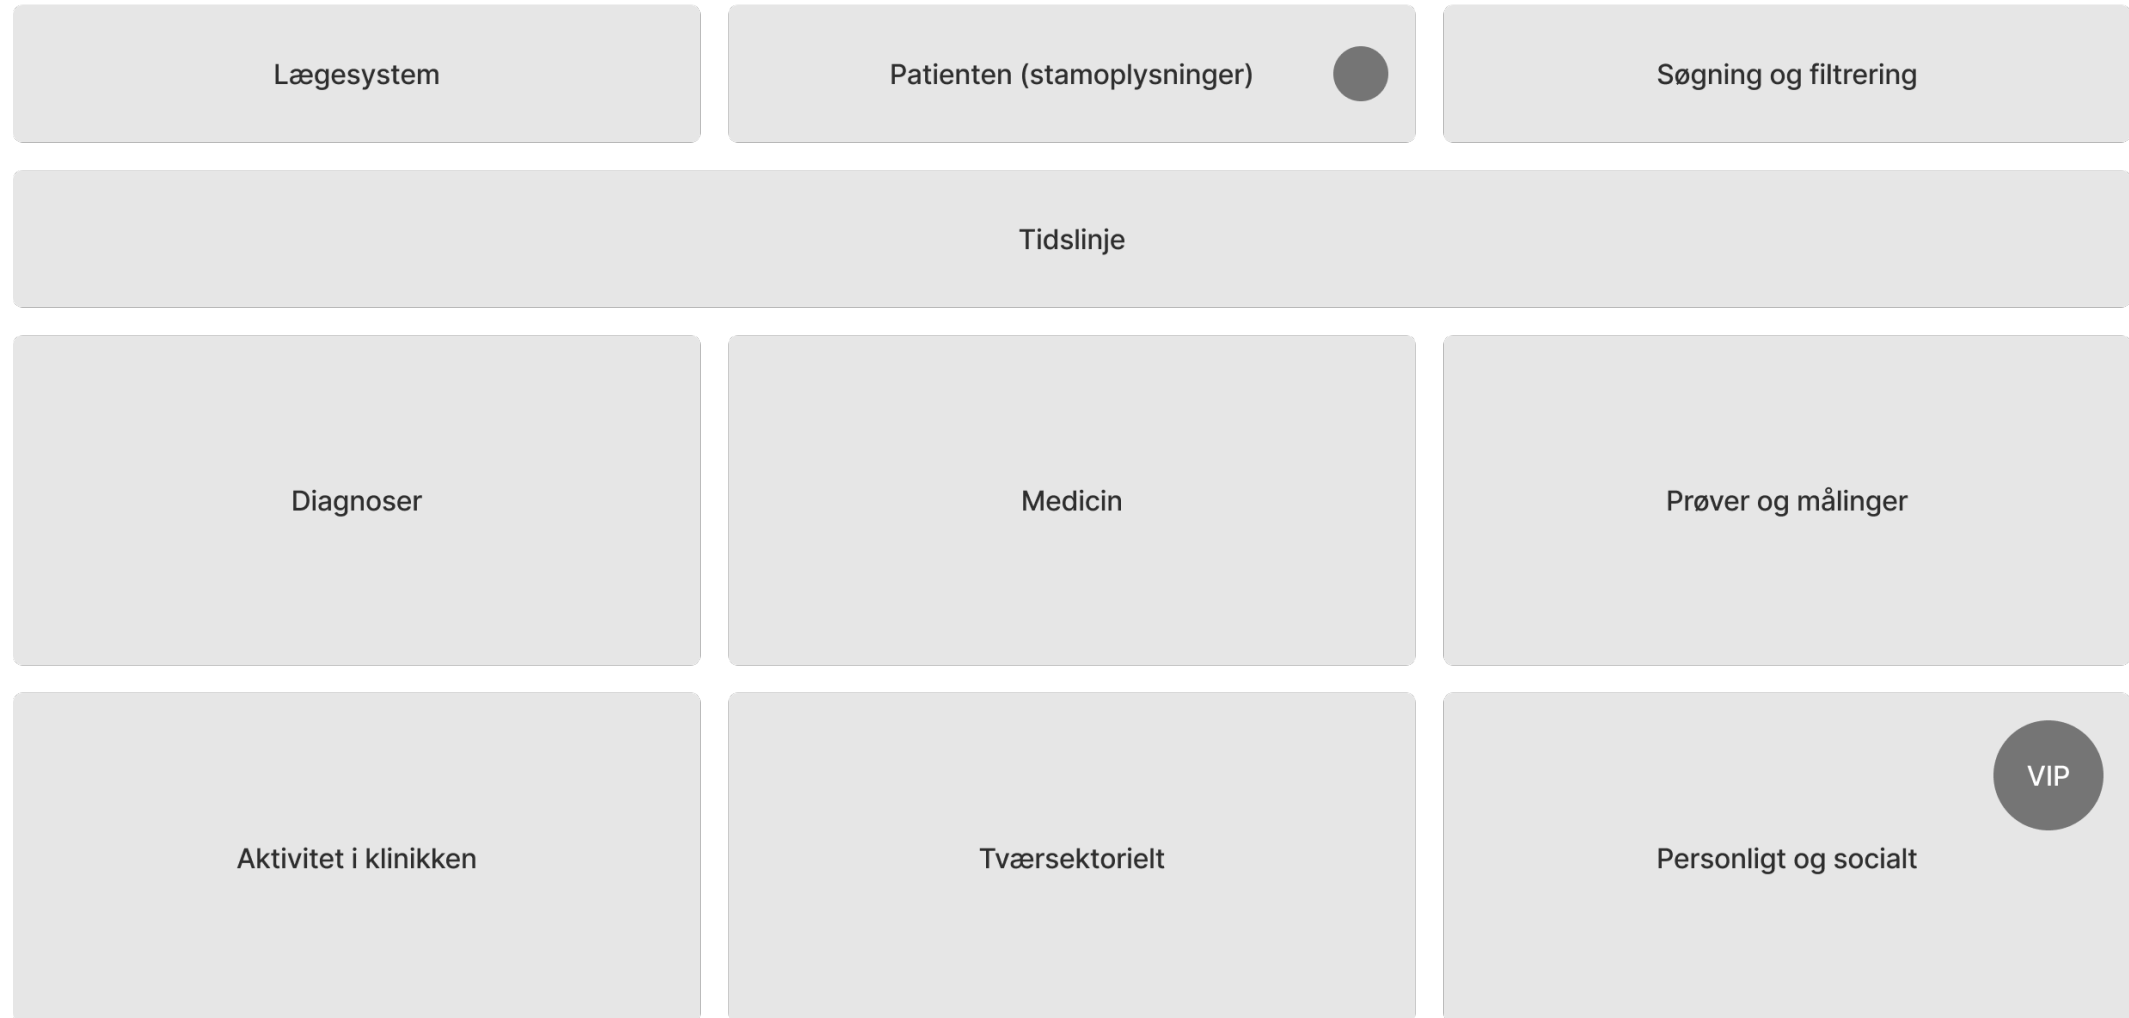 Lægesystem
Patienten (stamoplysninger)
Søgning og filtrering
Tidslinje
Diagnoser
Medicin
Prøver og målinger
VIP
Aktivitet i klinikken
Tværsektorielt
Personligt og socialt